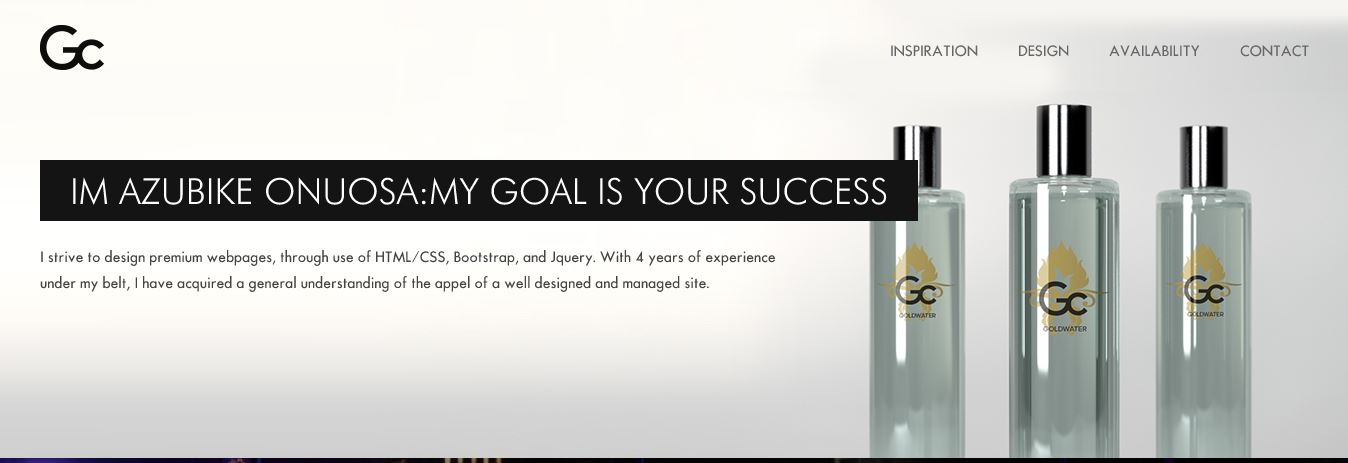 Gc
INSPIRATION DESIGN AVAILABILITY CONTACT
IM AZUBIKE ONUOSA:MY GOAL IS YOUR SUCCESS
I strive to design premium webpages, through use of HTML/CSS, Bootstrap, and Jquery. With 4 years of experience
under my belt, I have acquired a general understanding of the appel of a well designed and managed site.
Gc
GOLDWATER
Gc
GOLDWATER
Gc
GOLDWATER